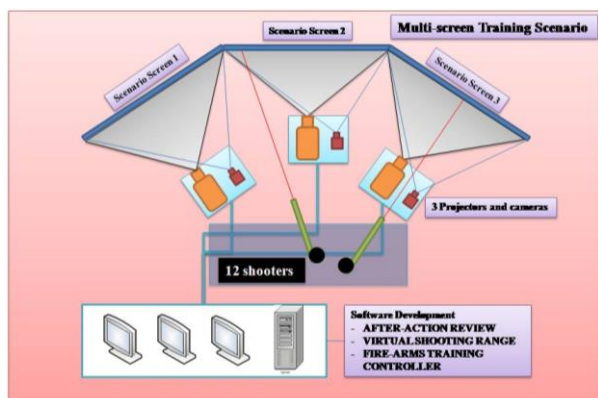 Multi-screen Training Scenario
Scenario Screen 2
Scenario Screen 1
Scenario Screen 3
3 Projectors and cameras
12 shooters
Software Development
- AFTER-ACTION REVIEW
- VIRTUAL SHOOTING RANGE
- FIRE-ARMS TRAINING
CONTROLLER